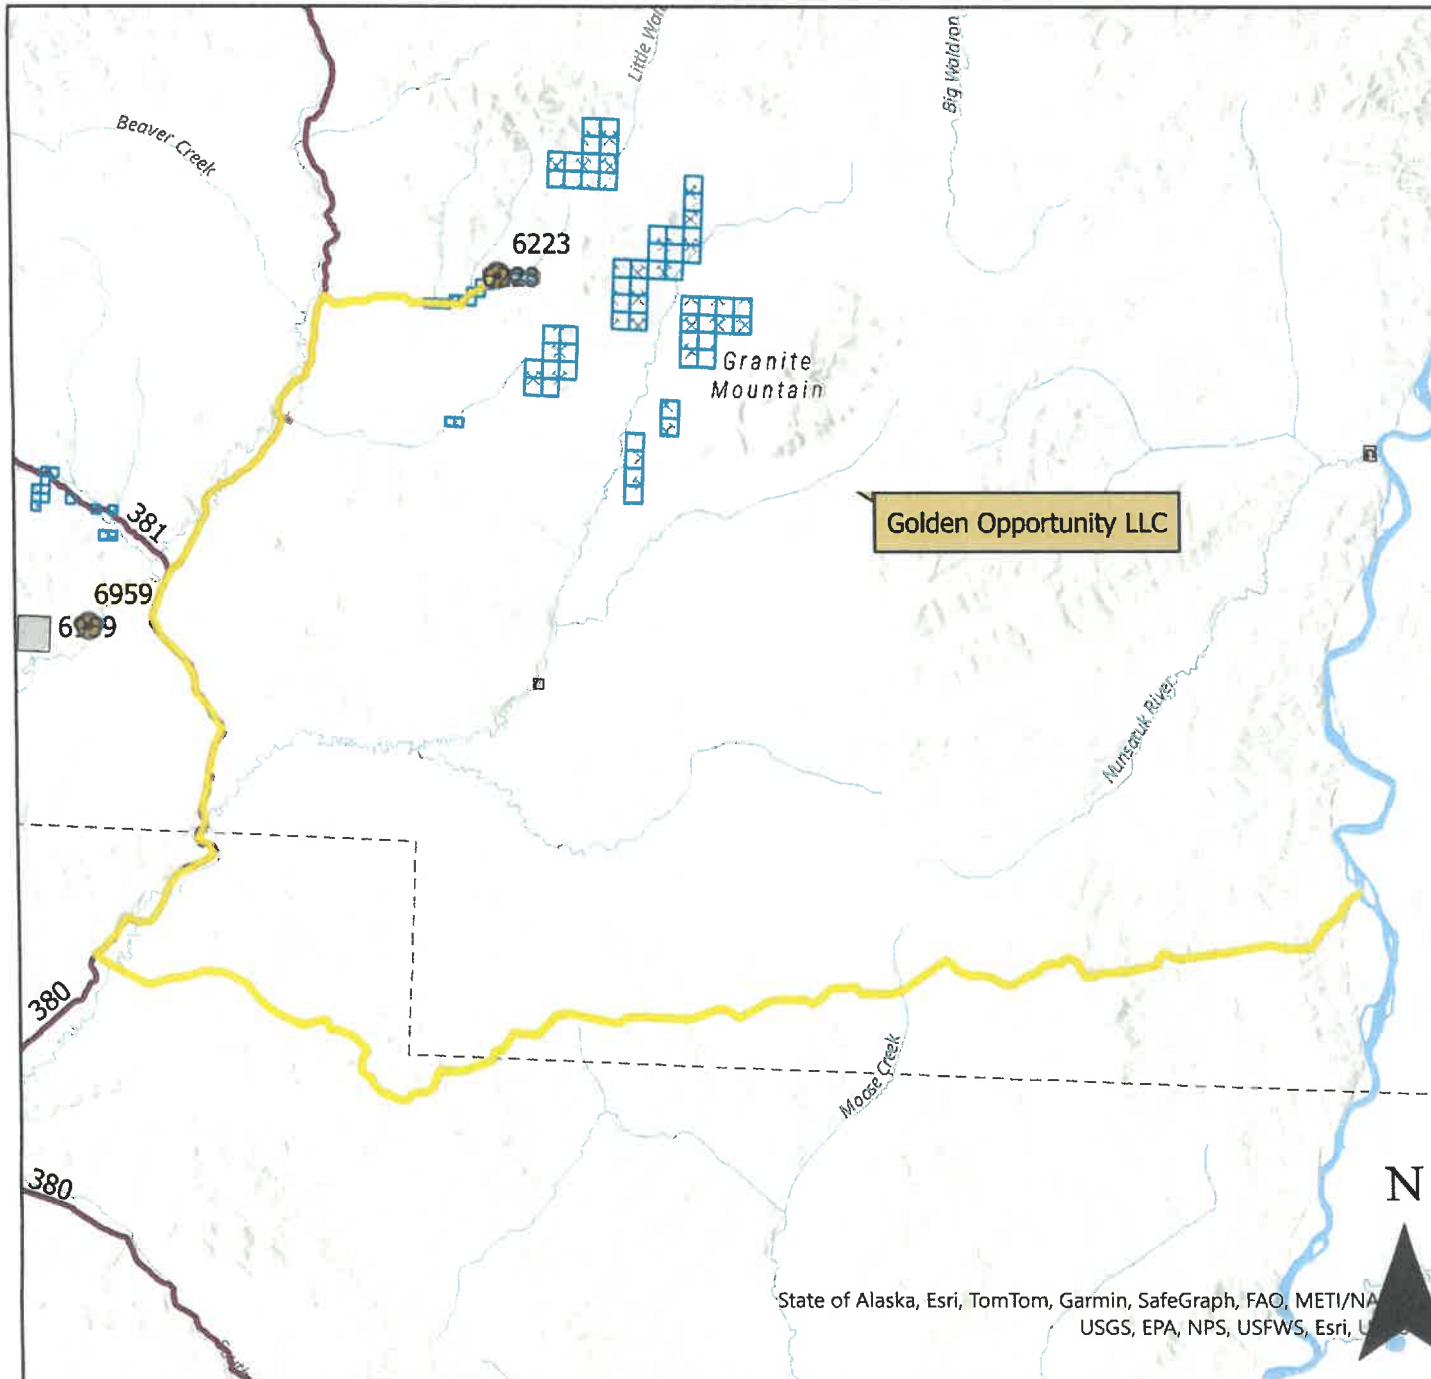 Little
Big Waldron
Beaver Creek
6223
Granite
Mountain
381
Golden Opportunity LLC
6959
Nunsatuk River
380
Moose Creek
380
N
State of Alaska, Esri, TomTom, Garmin, SafeGraph, FAO, METI/NA
USGS, EPA, NPS, USFWS, Esri,
South